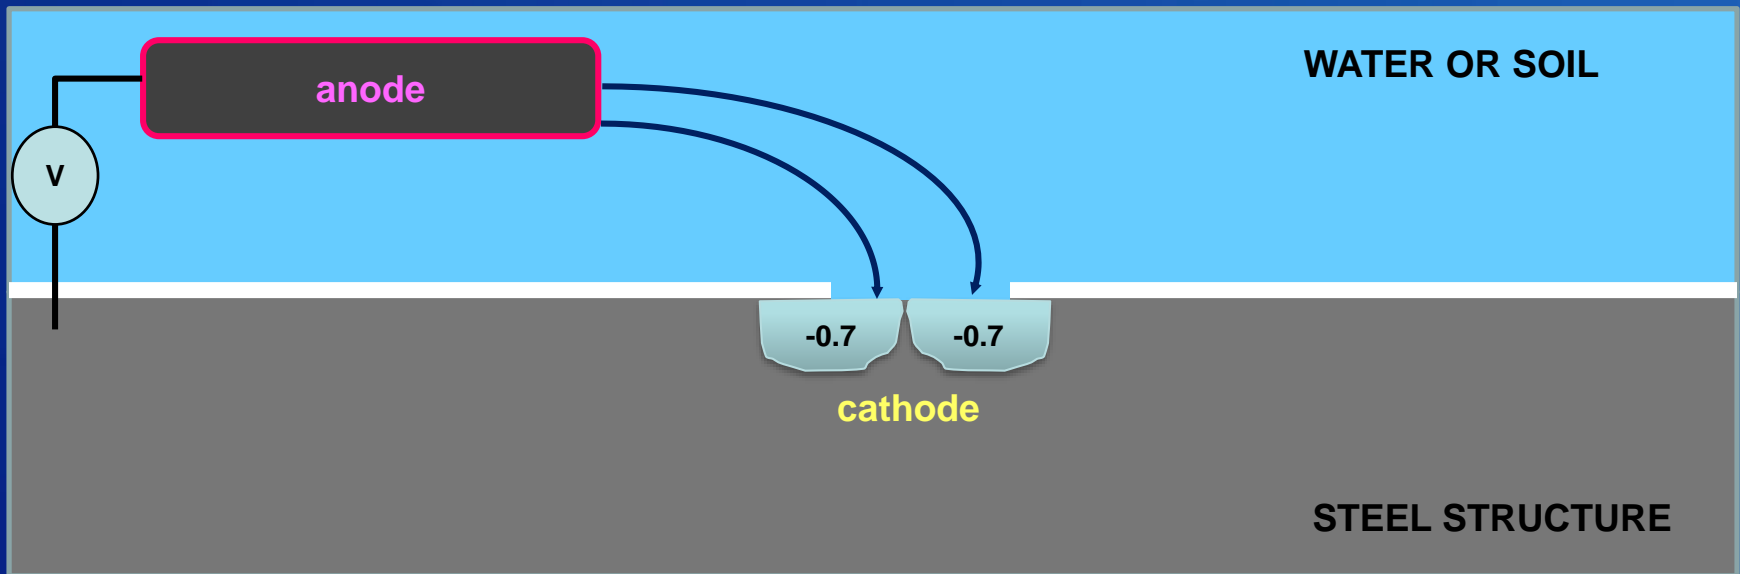 WATER OR SOIL
anode
V
-0.7 -0.7
cathode
STEEL STRUCTURE